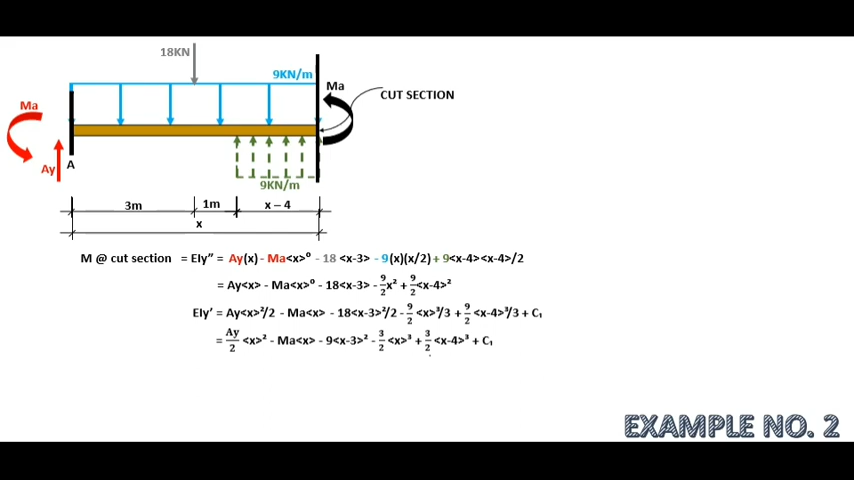 18KN
9KN/m
Ma
CUT SECTION
Ma
Ay
A
9KN/m
3m
1m
x – 4
x
M @ cut section = EIy” = Ay(x) - Ma<x>⁰ - 18 <x-3> - 9(x)(x/2) + 9<x-4><x-4>/2
= Ay<x> - Ma<x>⁰ - 18<x-3> - 9/2 x² + 9/2 <x-4>²
EIy’ = Ay<x>²/2 - Ma<x> - 18<x-3>²/2 - 9/2 <x>³/3 + 9/2 <x-4>³/3 + C₁
= Ay/2 <x>² - Ma<x> - 9<x-3>² - 3/2 <x>³ + 3/2 <x-4>³ + C₁
EXAMPLE NO. 2